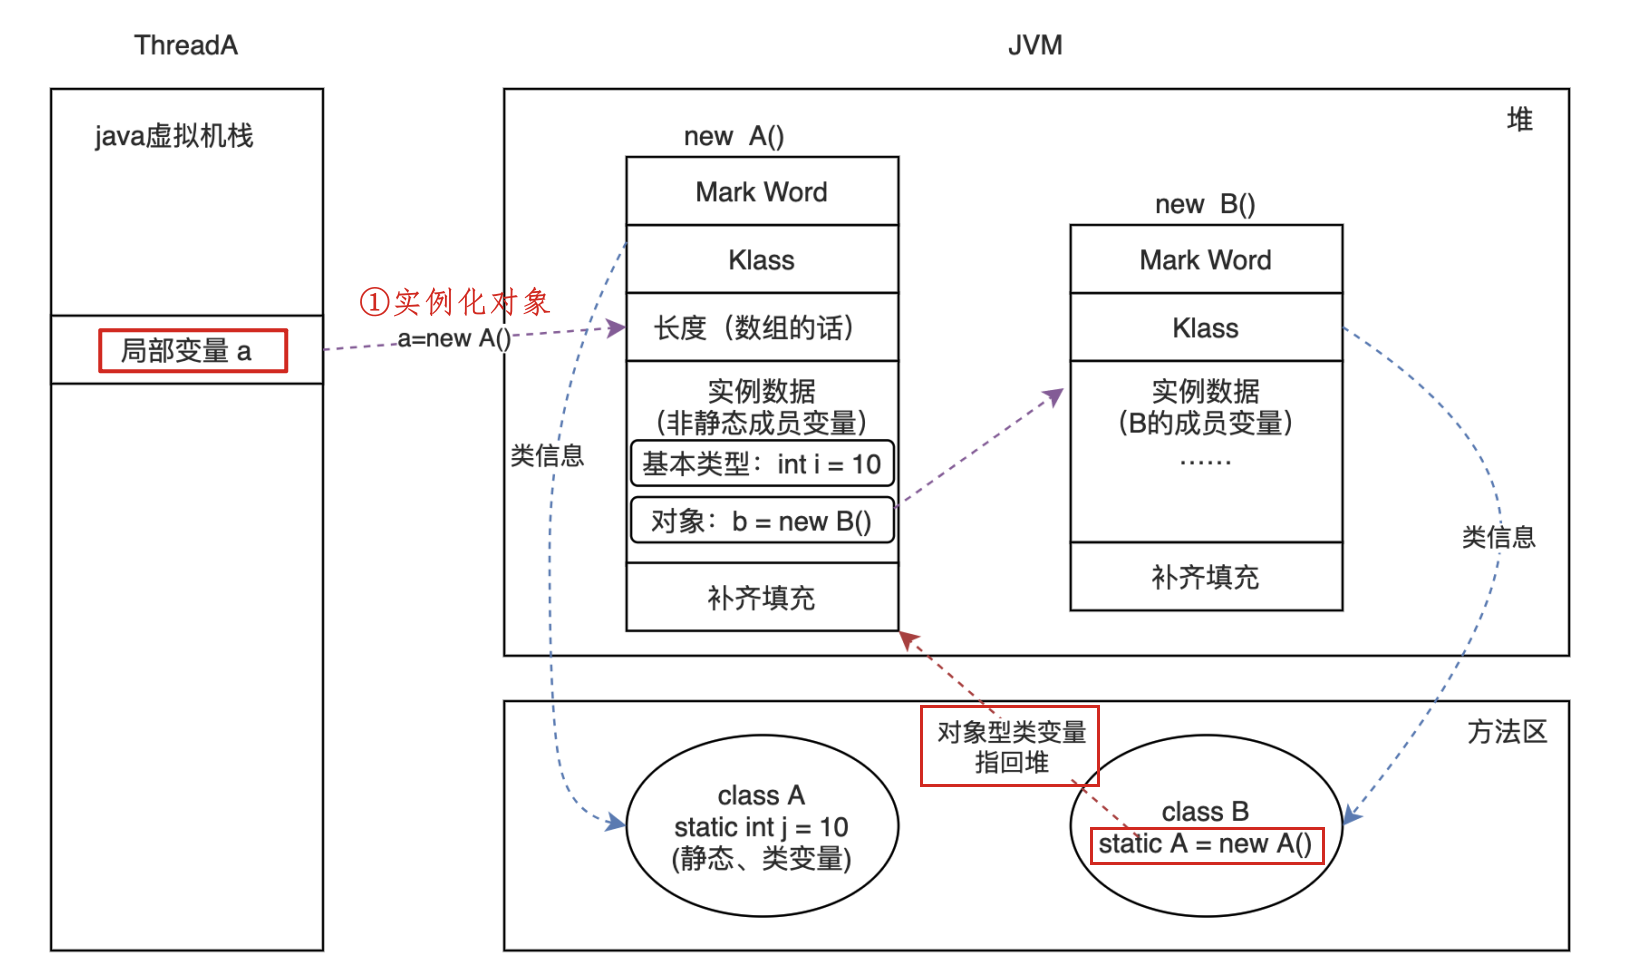 ThreadA
JVM
java虚拟机栈
堆
new A()
Mark Word
Klass
长度（数组的话）
实例数据
（非静态成员变量）
基本类型：int i = 10
对象：b = new B()
补齐填充
new B()
Mark Word
Klass
实例数据
（B的成员变量）
……
补齐填充
①实例化对象
a=new A()
局部变量 a
类信息
类信息
方法区
对象型类变量
指回堆
class A
static int j = 10
(静态、类变量)
class B
static A = new A()